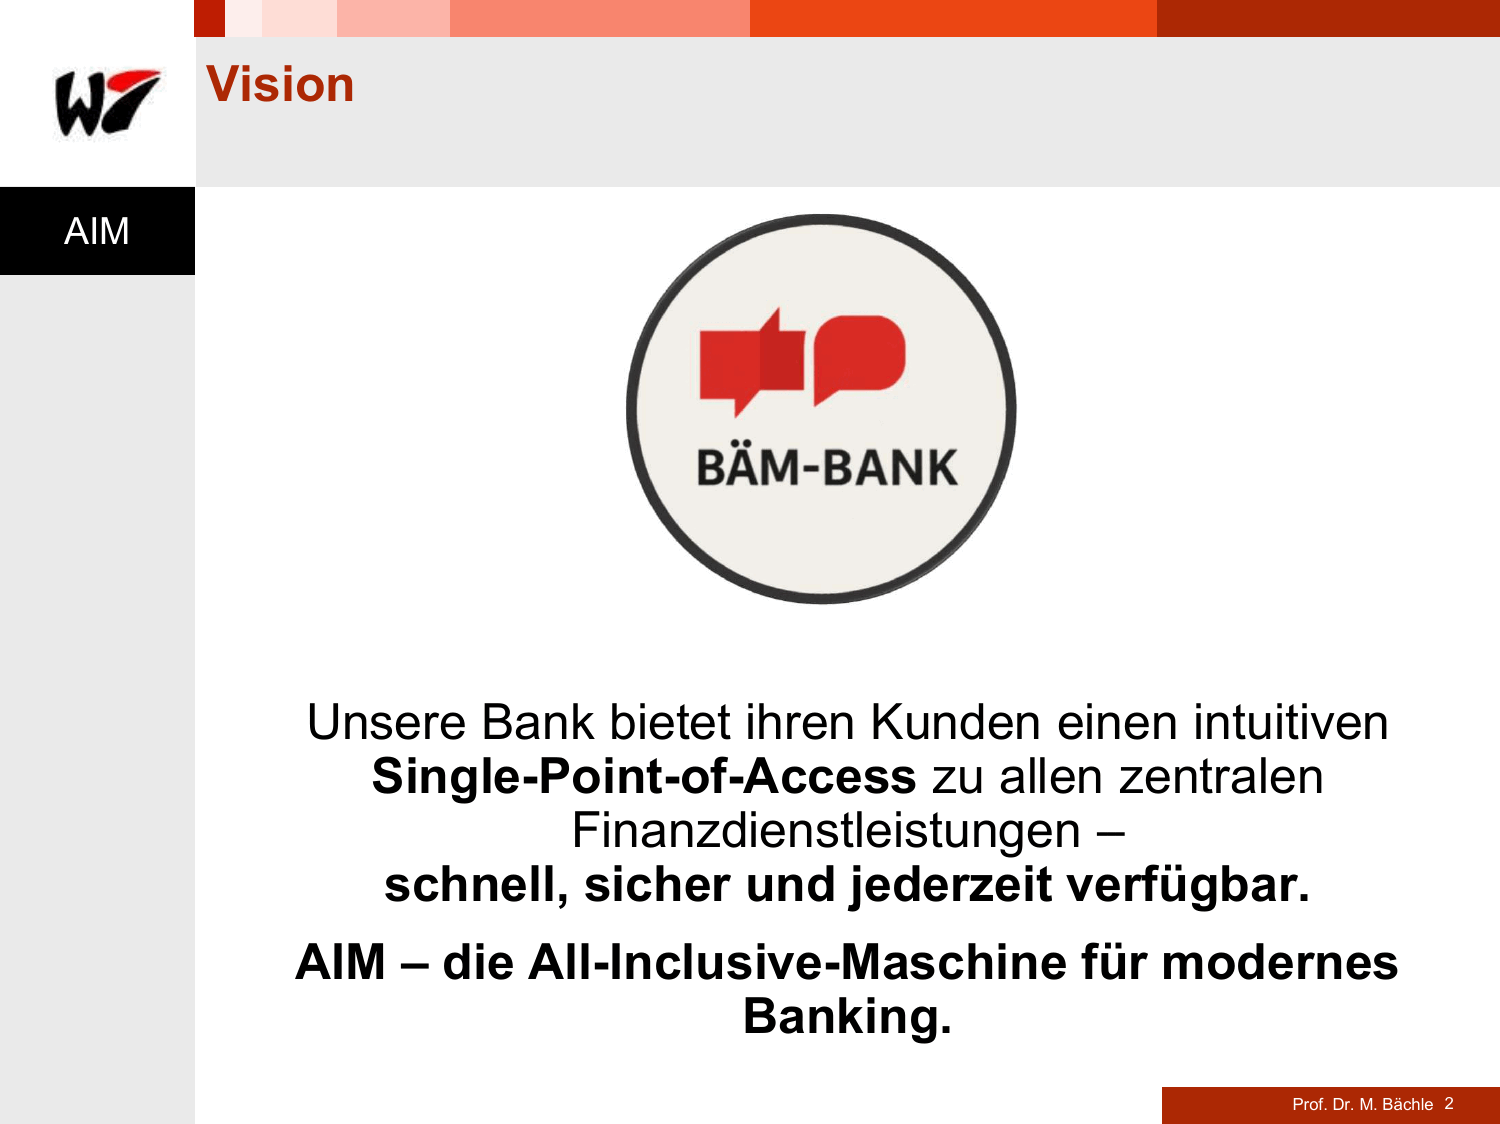 Vision
AIM
BÄM-BANK
Unsere Bank bietet ihren Kunden einen intuitiven
Single-Point-of-Access zu allen zentralen
Finanzdienstleistungen –
schnell, sicher und jederzeit verfügbar.
AIM – die All-Inclusive-Maschine für modernes
Banking.
Prof. Dr. M. Bächle 2